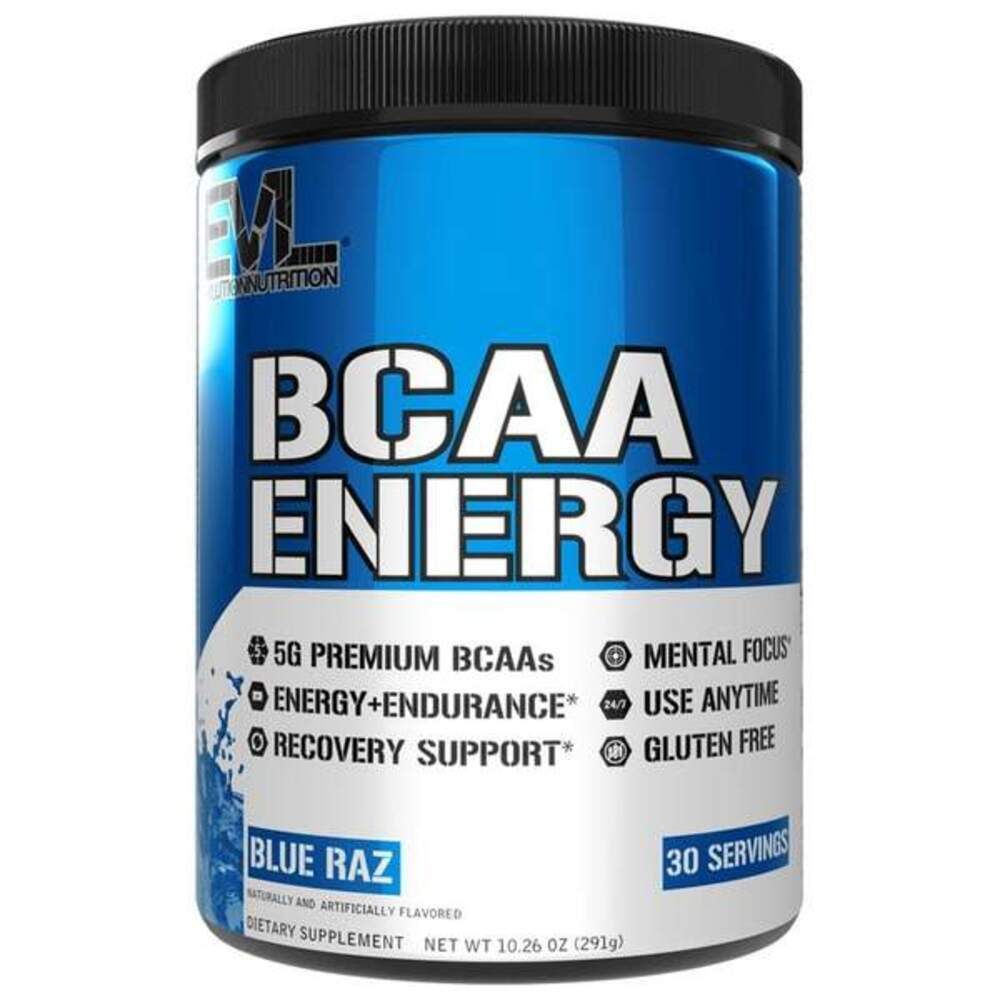 EVL®
BCAA
ENERGY
5G PREMIUM BCAAs
ENERGY+ENDURANCE*
RECOVERY SUPPORT*
MENTAL FOCUS*
24/7 USE ANYTIME
GLUTEN FREE
BLUE RAZ
30 SERVINGS
NATURALLY AND ARTIFICIALLY FLAVORED
DIETARY SUPPLEMENT NET WT 10.26 OZ (291g)